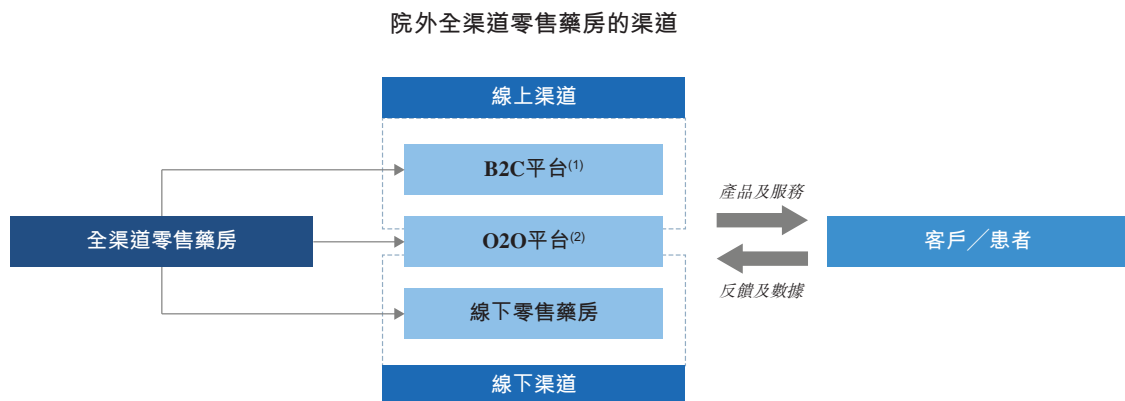 院外全渠道零售藥房的渠道
線上渠道
B2C平台(1)
產品及服務
全渠道零售藥房
O2O平台(2)
客戶／患者
反饋及數據
線下零售藥房
線下渠道